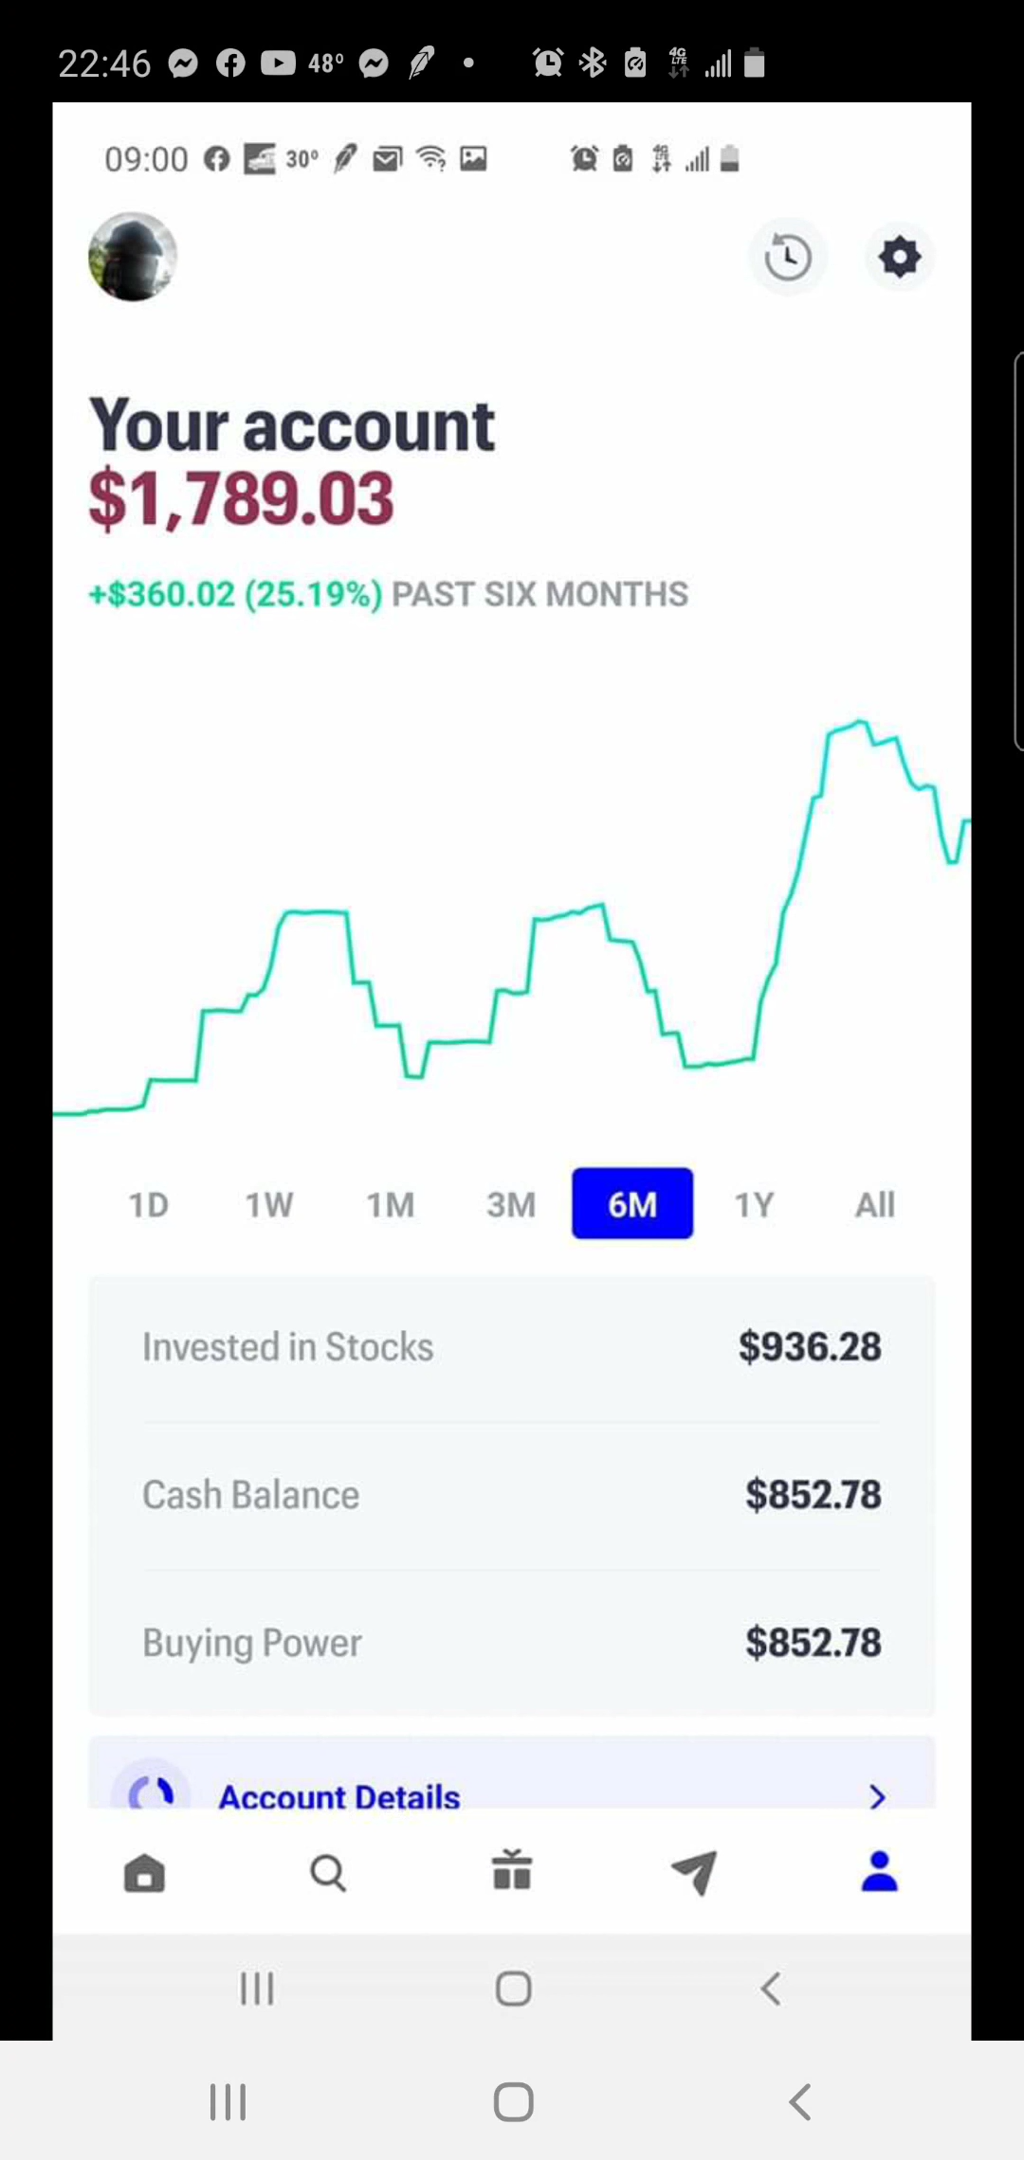 22:46 48°
09:00 30°
Your account
$1,789.03
+$360.02 (25.19%) PAST SIX MONTHS
1D 1W 1M 3M 6M 1Y All
Invested in Stocks $936.28
Cash Balance $852.78
Buying Power $852.78
Account Details